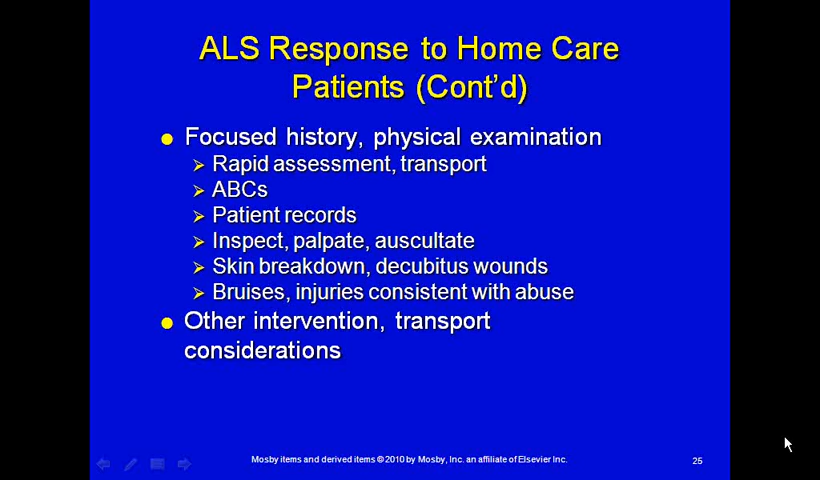 ALS Response to Home Care
Patients (Cont'd)
Focused history, physical examination
Rapid assessment, transport
ABCs
Patient records
Inspect, palpate, auscultate
Skin breakdown, decubitus wounds
Bruises, injuries consistent with abuse
Other intervention, transport
considerations
Mosby items and derived items © 2010 by Mosby, Inc. an affiliate of Elsevier Inc.
25